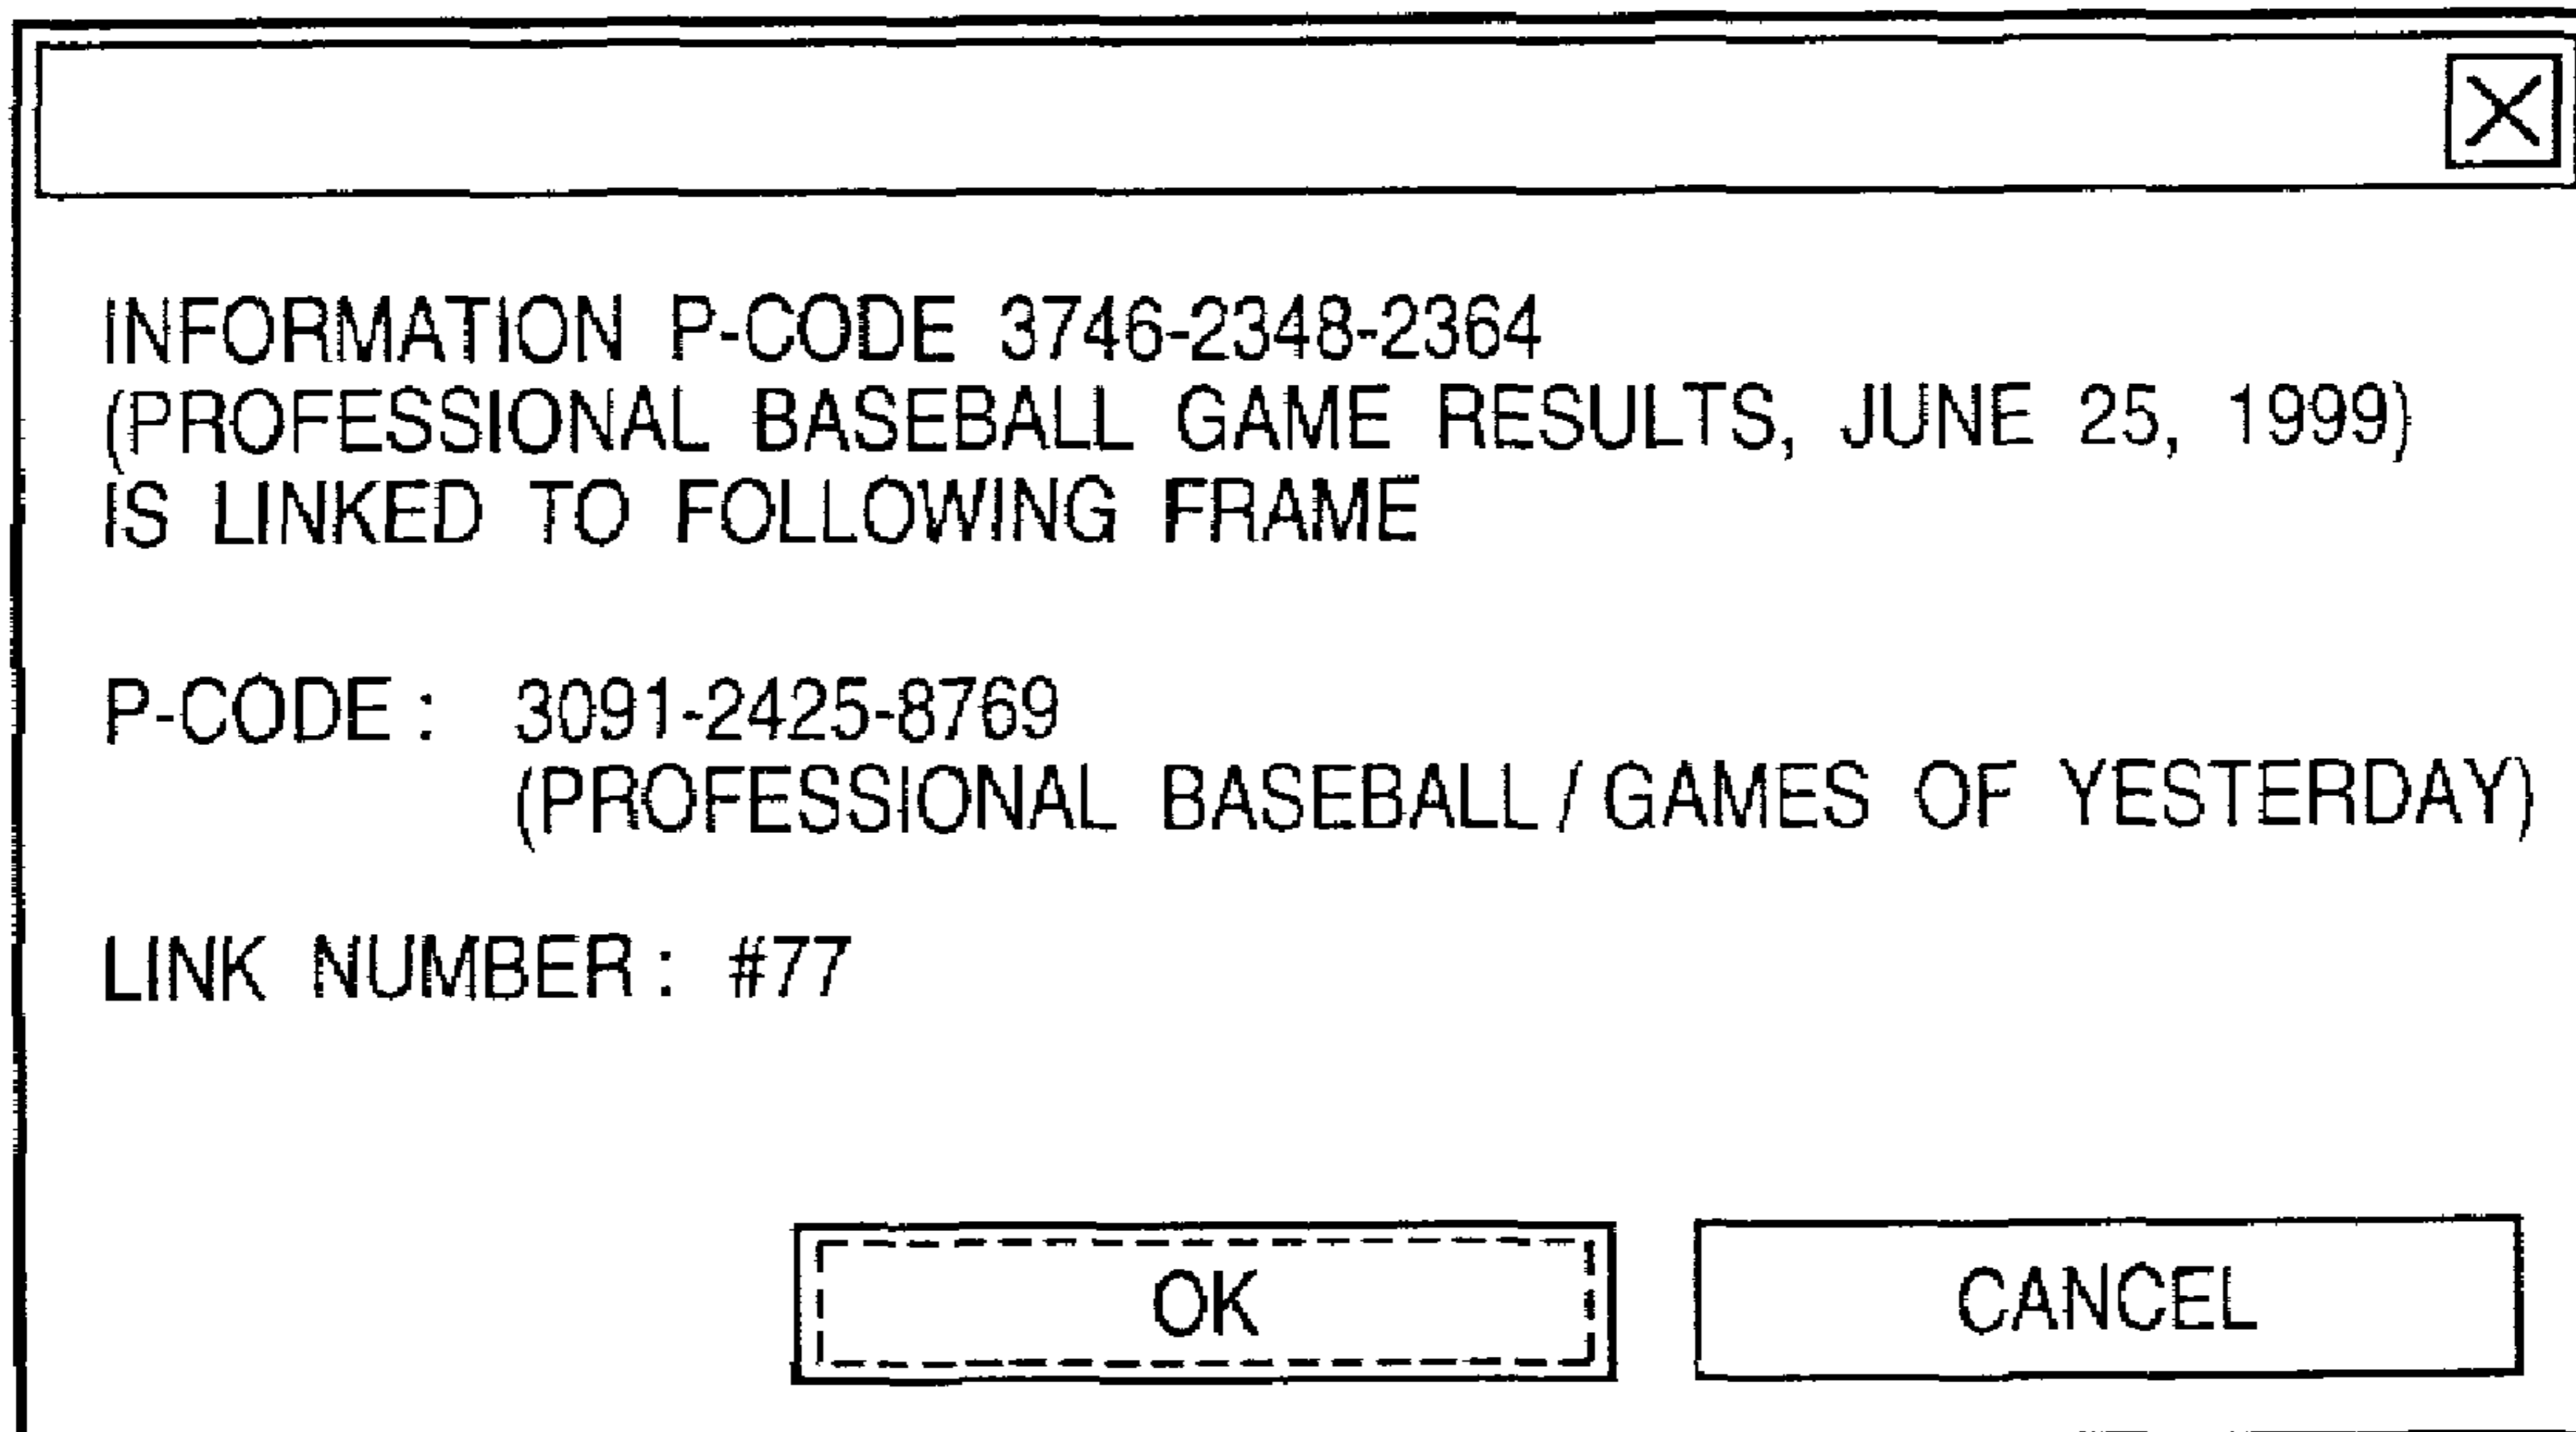 INFORMATION P-CODE 3746-2348-2364
(PROFESSIONAL BASEBALL GAME RESULTS, JUNE 25, 1999)
IS LINKED TO FOLLOWING FRAME
P-CODE : 3091-2425-8769
(PROFESSIONAL BASEBALL / GAMES OF YESTERDAY)
LINK NUMBER : #77
OK CANCEL